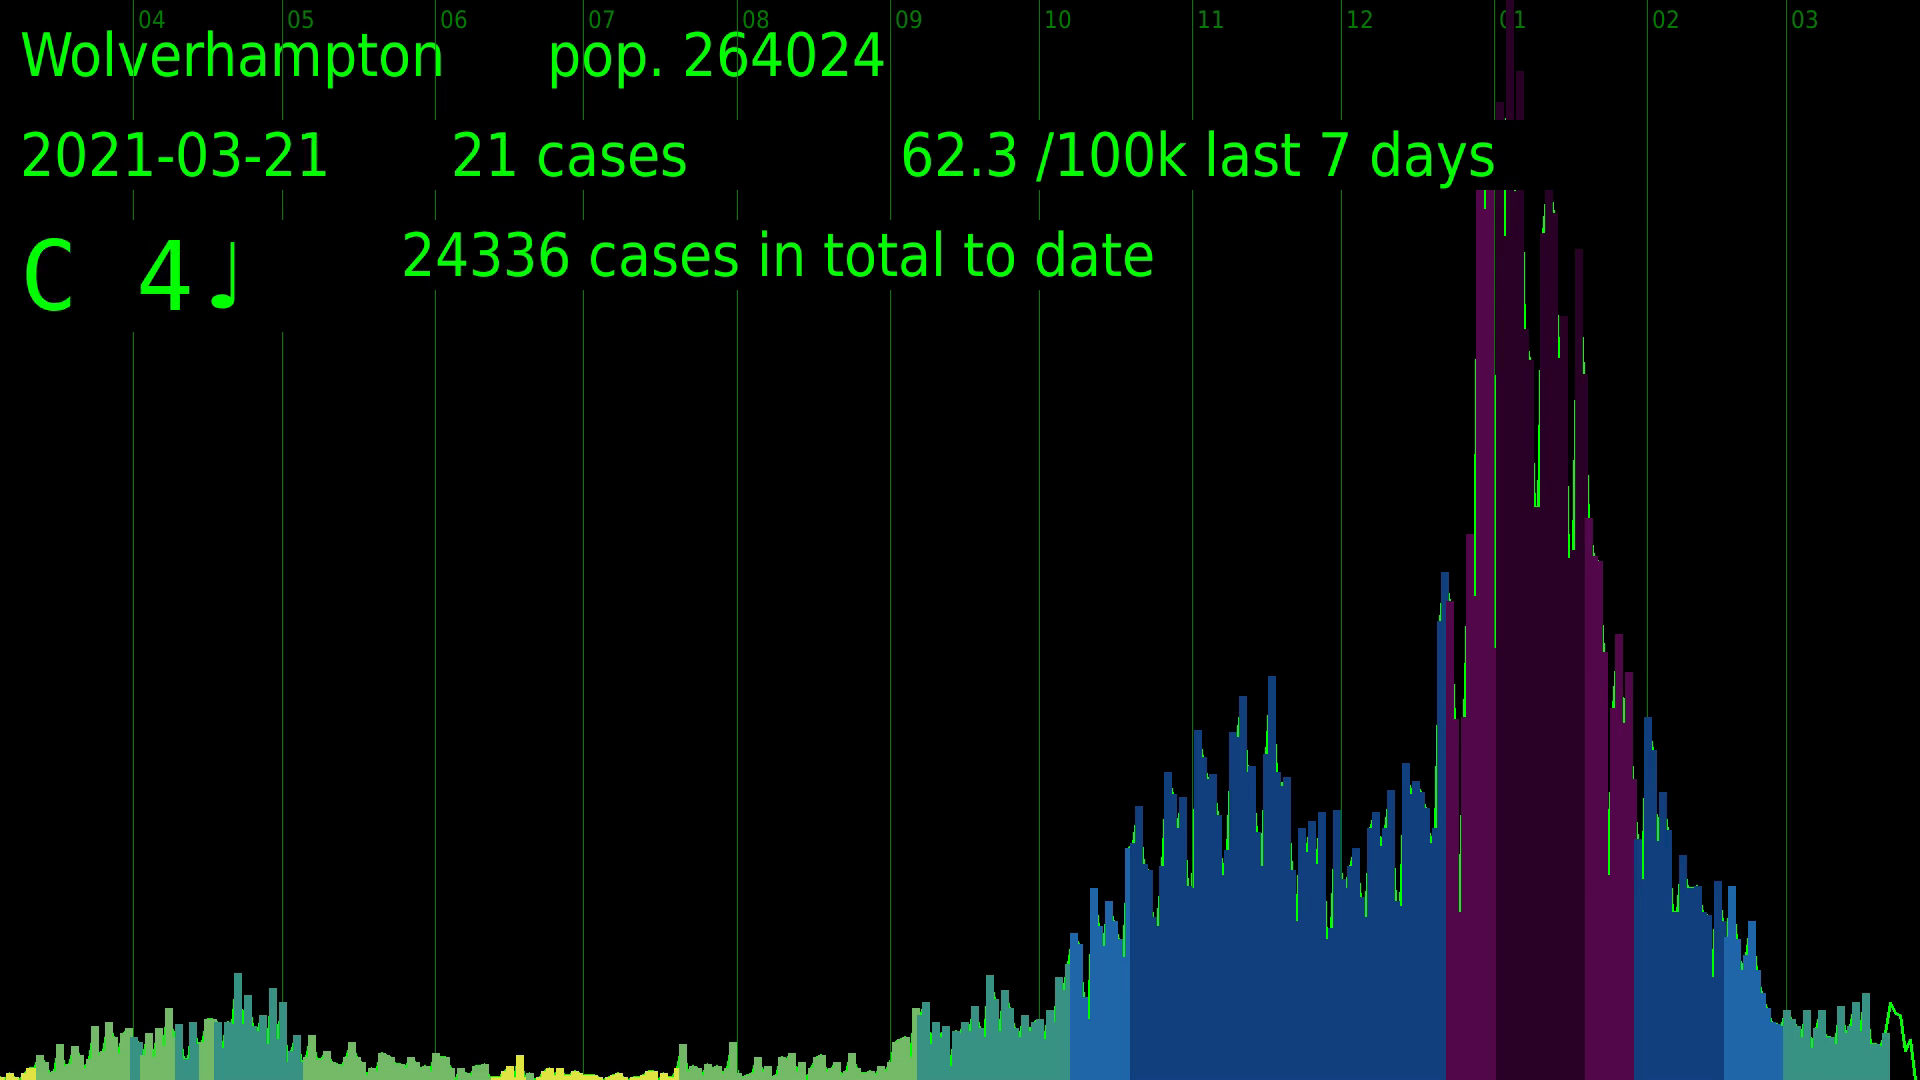 04 05 06 07 08 09 10 11 12 01 02 03
Wolverhampton pop. 264024
2021-03-21 21 cases 62.3 /100k last 7 days
C 4♩ 24336 cases in total to date